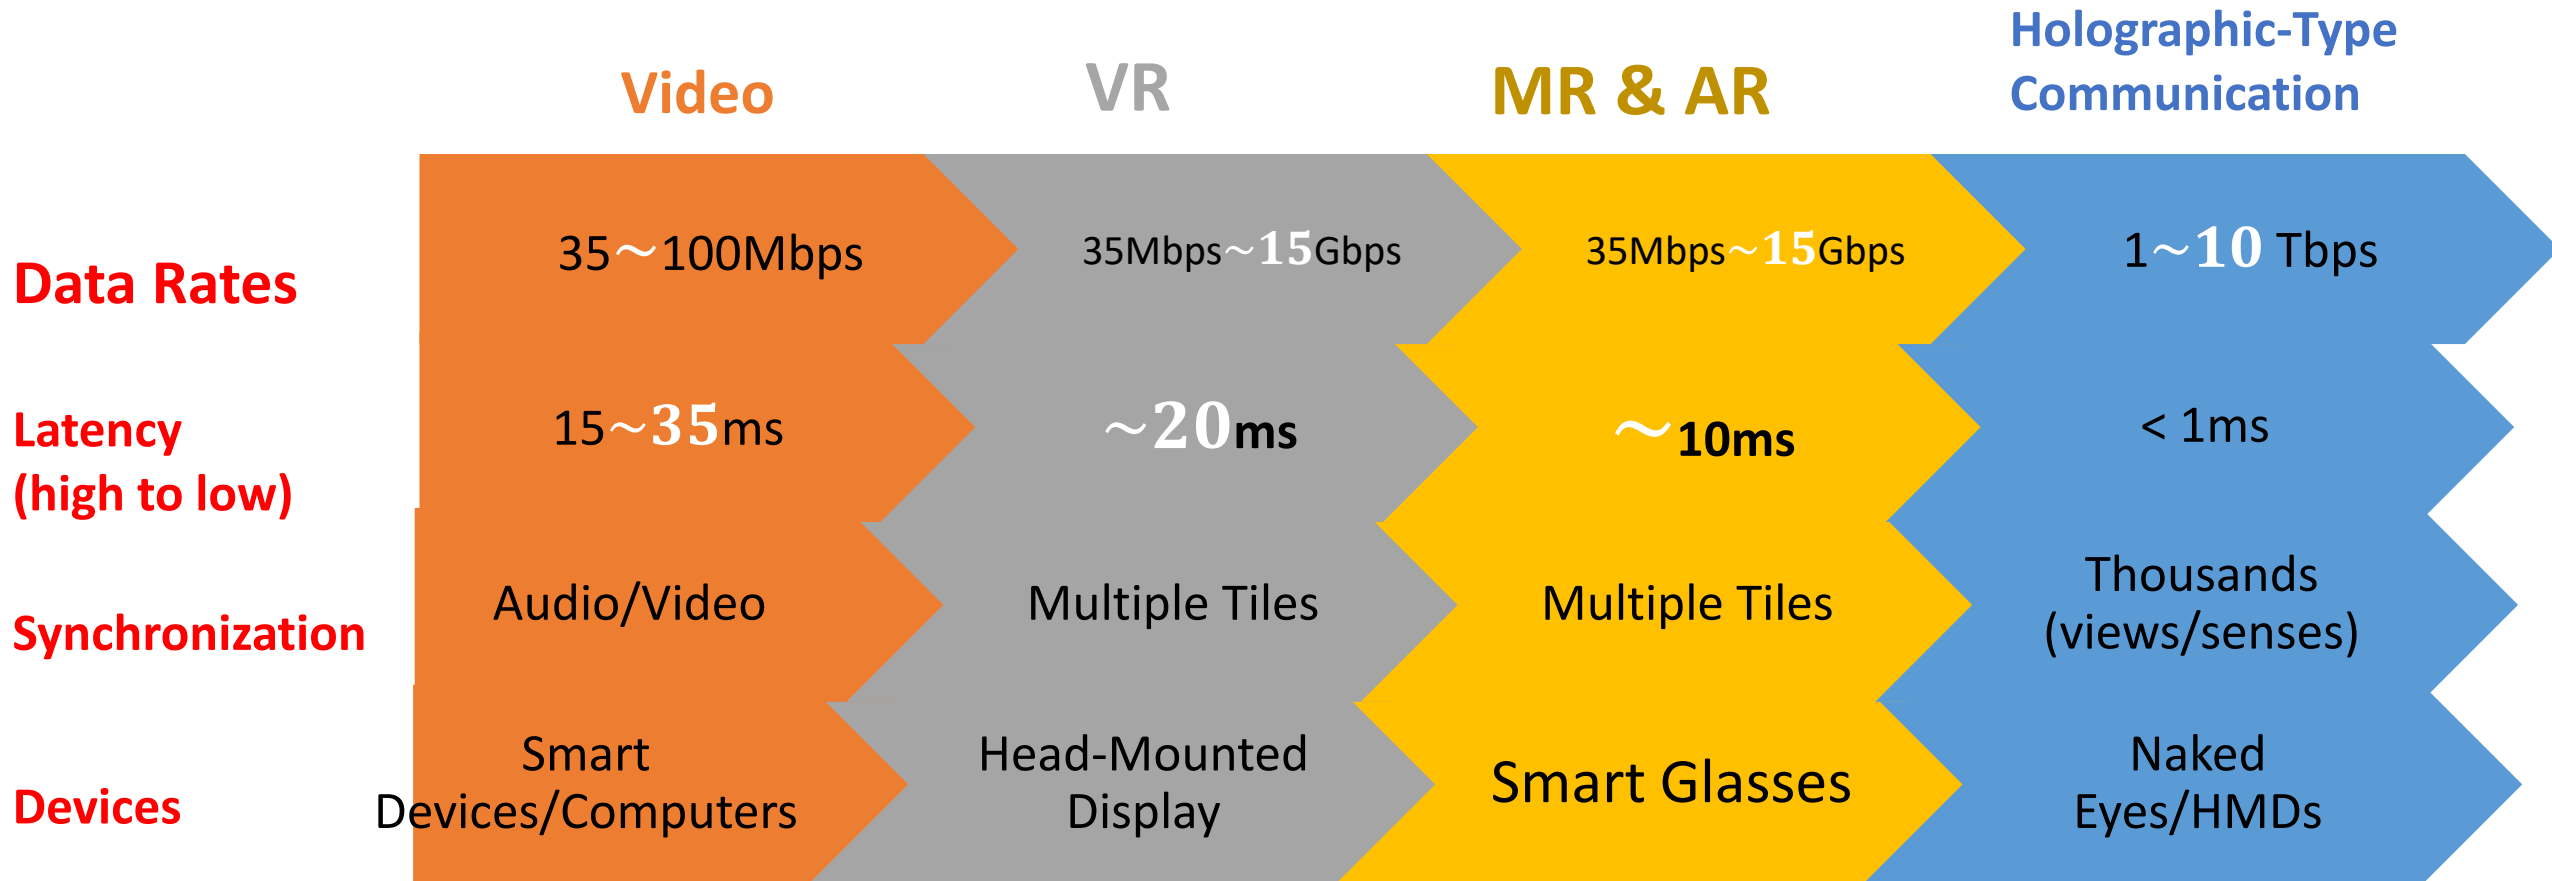 Video
VR
MR & AR
Holographic-Type
Communication
Data Rates
35~100Mbps
35Mbps~15Gbps
35Mbps~15Gbps
1~10 Tbps
Latency
(high to low)
15~35ms
~20ms
~10ms
< 1ms
Synchronization
Audio/Video
Multiple Tiles
Multiple Tiles
Thousands
(views/senses)
Devices
Smart
Devices/Computers
Head-Mounted
Display
Smart Glasses
Naked
Eyes/HMDs